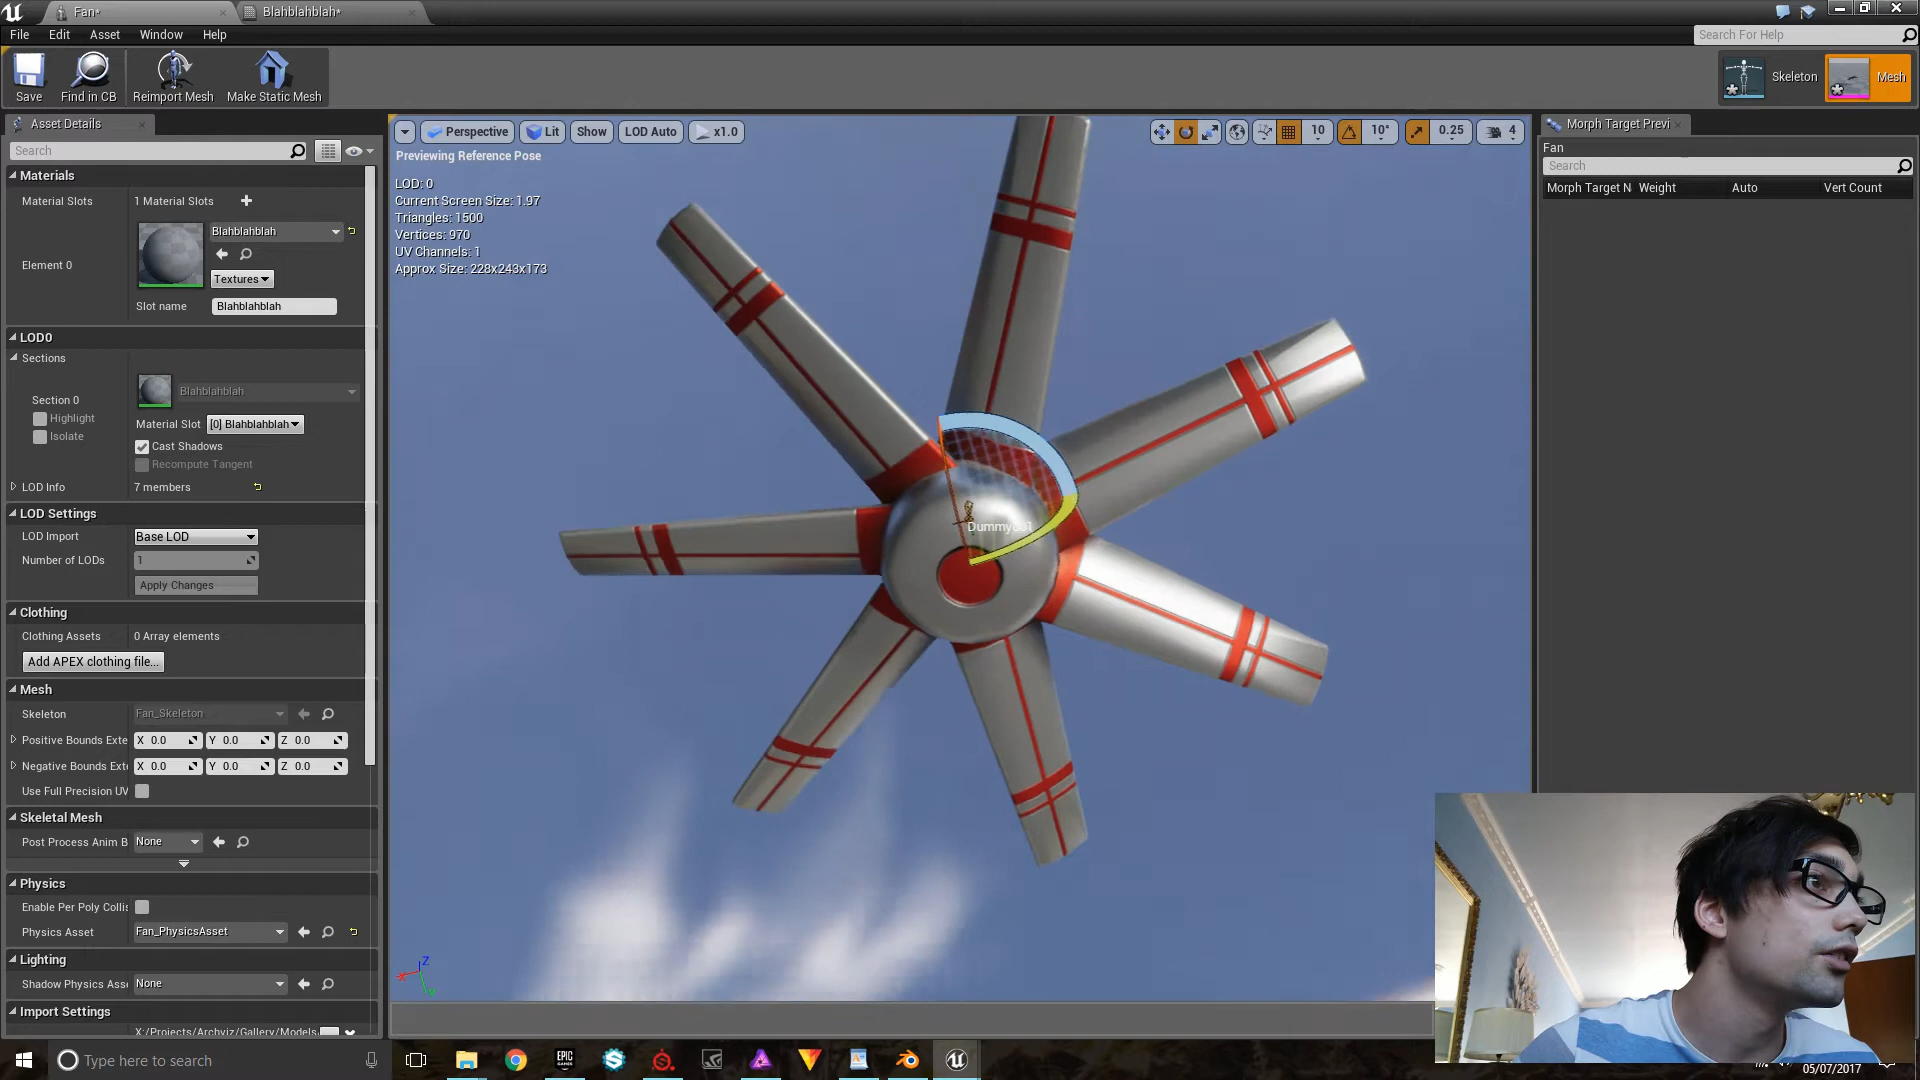 Fan*
Blahblahblah*
File Edit Asset Window Help
Search For Help
Save
Find in CB
Reimport Mesh
Make Static Mesh
Skeleton
Mesh
Asset Details
Search
Materials
Material Slots 1 Material Slots
Element 0
Blahblahblah
Textures
Slot name Blahblahblah
LOD0
Sections
Section 0
Highlight
Isolate
Blahblahblah
Material Slot [0] Blahblahblah
Cast Shadows
Recompute Tangent
LOD Info 7 members
LOD Settings
LOD Import Base LOD
Number of LODs 1
Apply Changes
Clothing
Clothing Assets 0 Array elements
Add APEX clothing file...
Mesh
Skeleton Fan_Skeleton
Positive Bounds Exte X 0.0 Y 0.0 Z 0.0
Negative Bounds Ext X 0.0 Y 0.0 Z 0.0
Use Full Precision UV
Skeletal Mesh
Post Process Anim B None
Physics
Enable Per Poly Collis
Physics Asset Fan_PhysicsAsset
Lighting
Shadow Physics Asse None
Import Settings
X:/Projects/Archviz/Gallery/Models
Perspective Lit Show LOD Auto x1.0
10 10° 0.25 4
Previewing Reference Pose
LOD: 0
Current Screen Size: 1.97
Triangles: 1500
Vertices: 970
UV Channels: 1
Approx Size: 228x243x173
Z
X
Morph Target Previ
Fan
Search
Morph Target N Weight Auto Vert Count
Type here to search
EPIC GAMES
05/07/2017